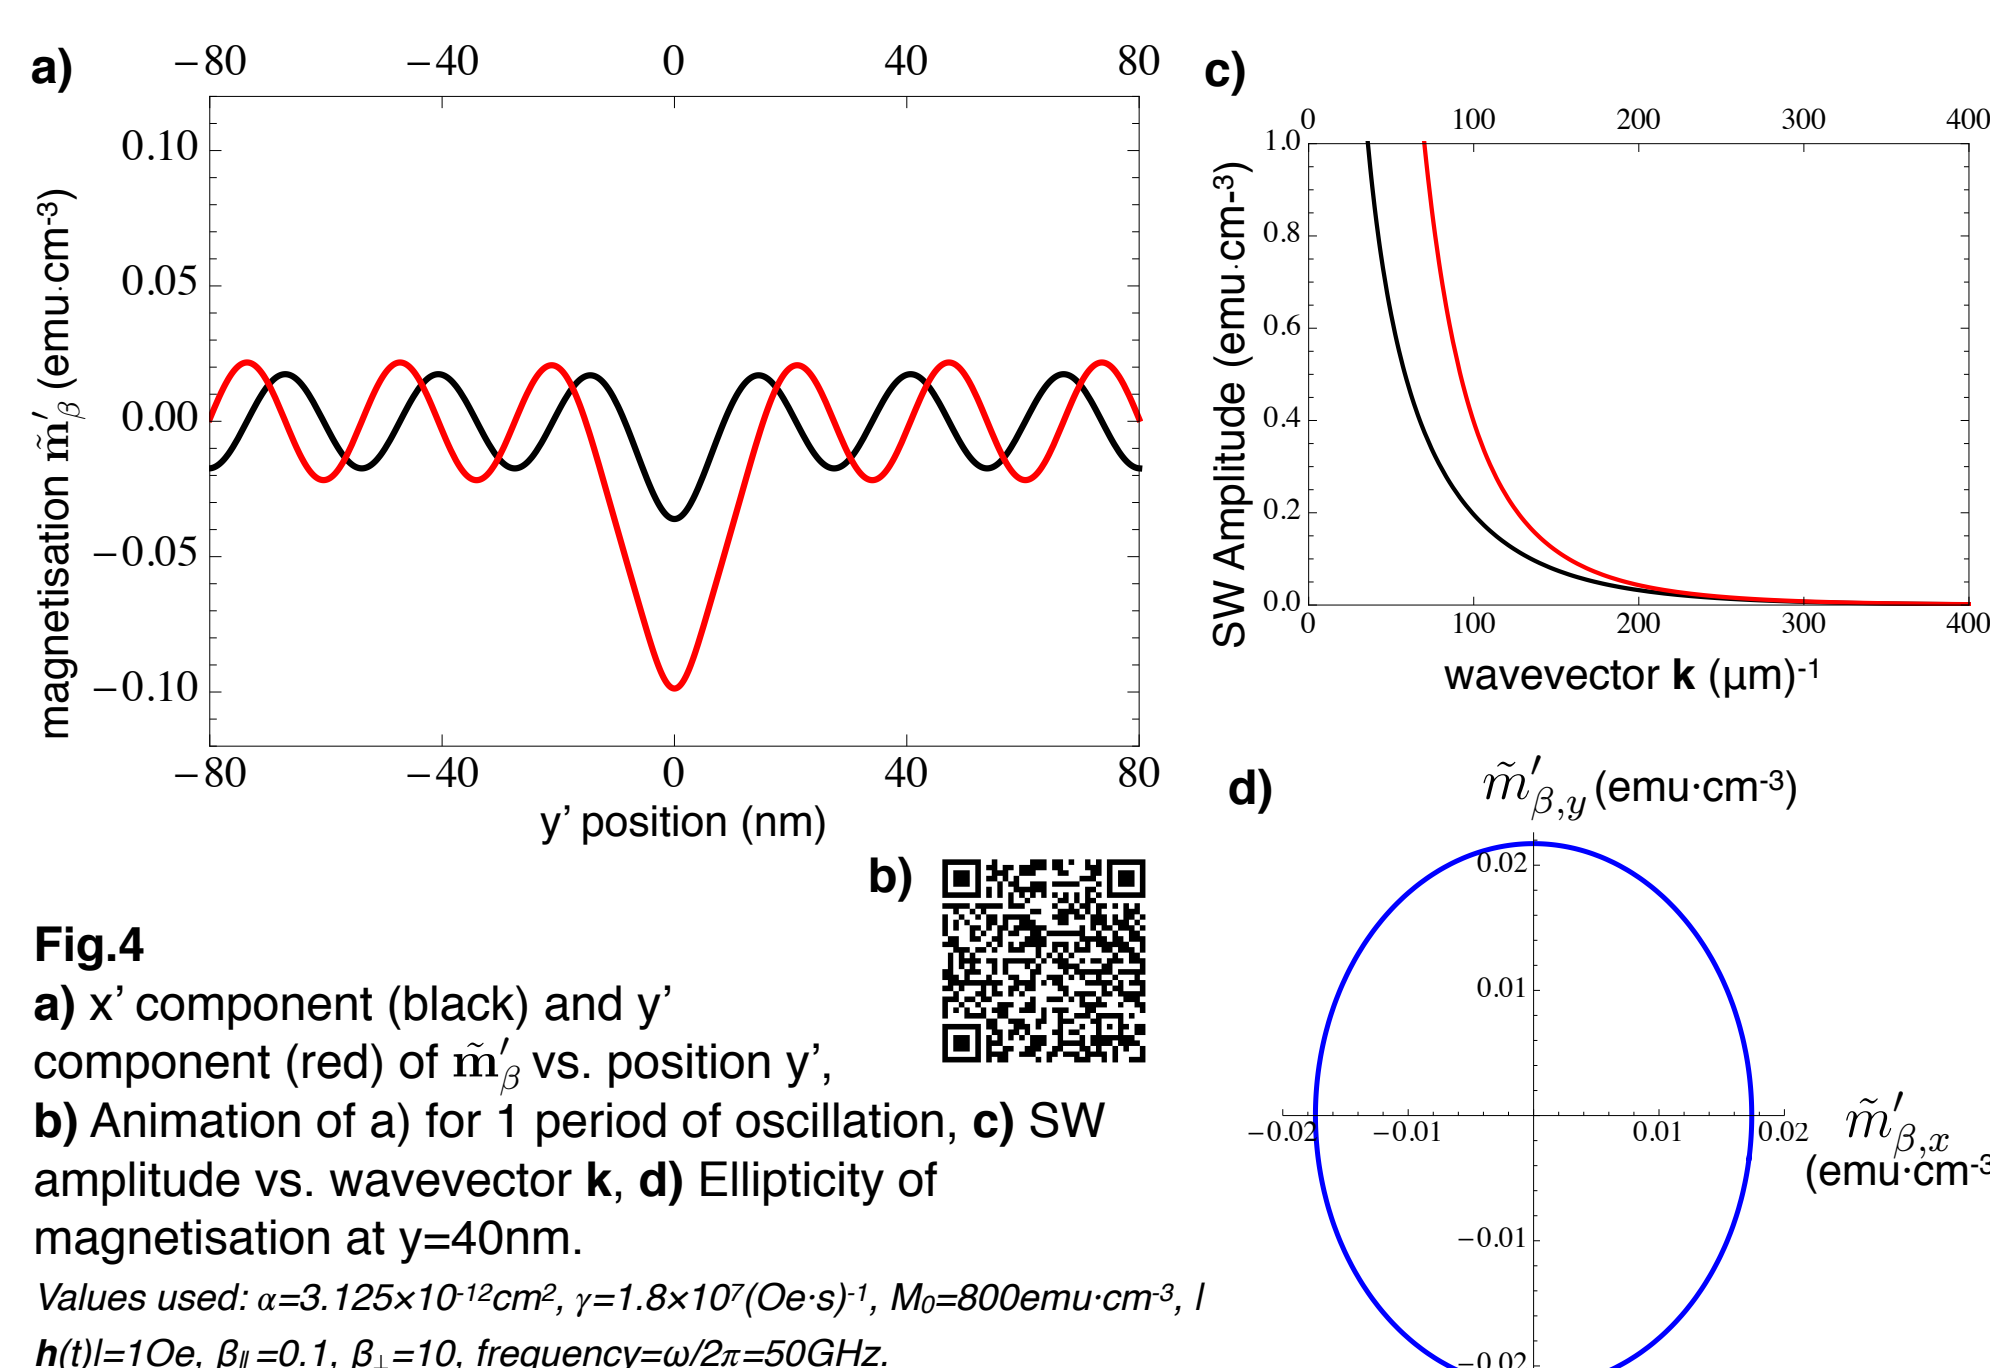 a)
−80 −40 0 40 80
0.10
0.05
0.00
−0.05
−0.10
magnetisation m̃′β (emu·cm-3)
−80 −40 0 40 80
y’ position (nm)
c)
0 100 200 300 400
1.0
0.8
0.6
0.4
0.2
0.0
SW Amplitude (emu·cm-3)
0 100 200 300 400
wavevector k (µm)-1
b)
d)
m̃′β,y (emu·cm-3)
0.02
0.01
−0.02 −0.01 0.01 0.02
m̃′β,x
(emu·cm-3
−0.01
−0.02
Fig.4
a) x’ component (black) and y’
component (red) of m̃′β vs. position y’,
b) Animation of a) for 1 period of oscillation, c) SW
amplitude vs. wavevector k, d) Ellipticity of
magnetisation at y=40nm.
Values used: α=3.125×10-12cm2, γ=1.8×107(Oe·s)-1, M0=800emu·cm-3, |
h(t)|=1Oe, β∥=0.1, β⊥=10, frequency=ω/2π=50GHz.